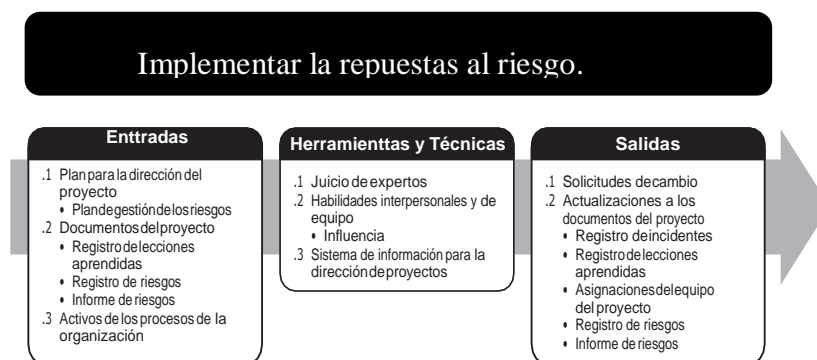 Implementar la repuestas al riesgo.
Enttradas
.1 Plan para la dirección del
proyecto
• Plan de gestión de los riesgos
.2 Documentos del proyecto
• Registro de lecciones
aprendidas
• Registro de riesgos
• Informe de riesgos
.3 Activos de los procesos de la
organización
Herramienttas y Técnicas
.1 Juicio de expertos
.2 Habilidades interpersonales y de
equipo
• Influencia
.3 Sistema de información para la
dirección de proyectos
Salidas
.1 Solicitudes de cambio
.2 Actualizaciones a los
documentos del proyecto
• Registro de incidentes
• Registro de lecciones
aprendidas
• Asignaciones del equipo
del proyecto
• Registro de riesgos
• Informe de riesgos